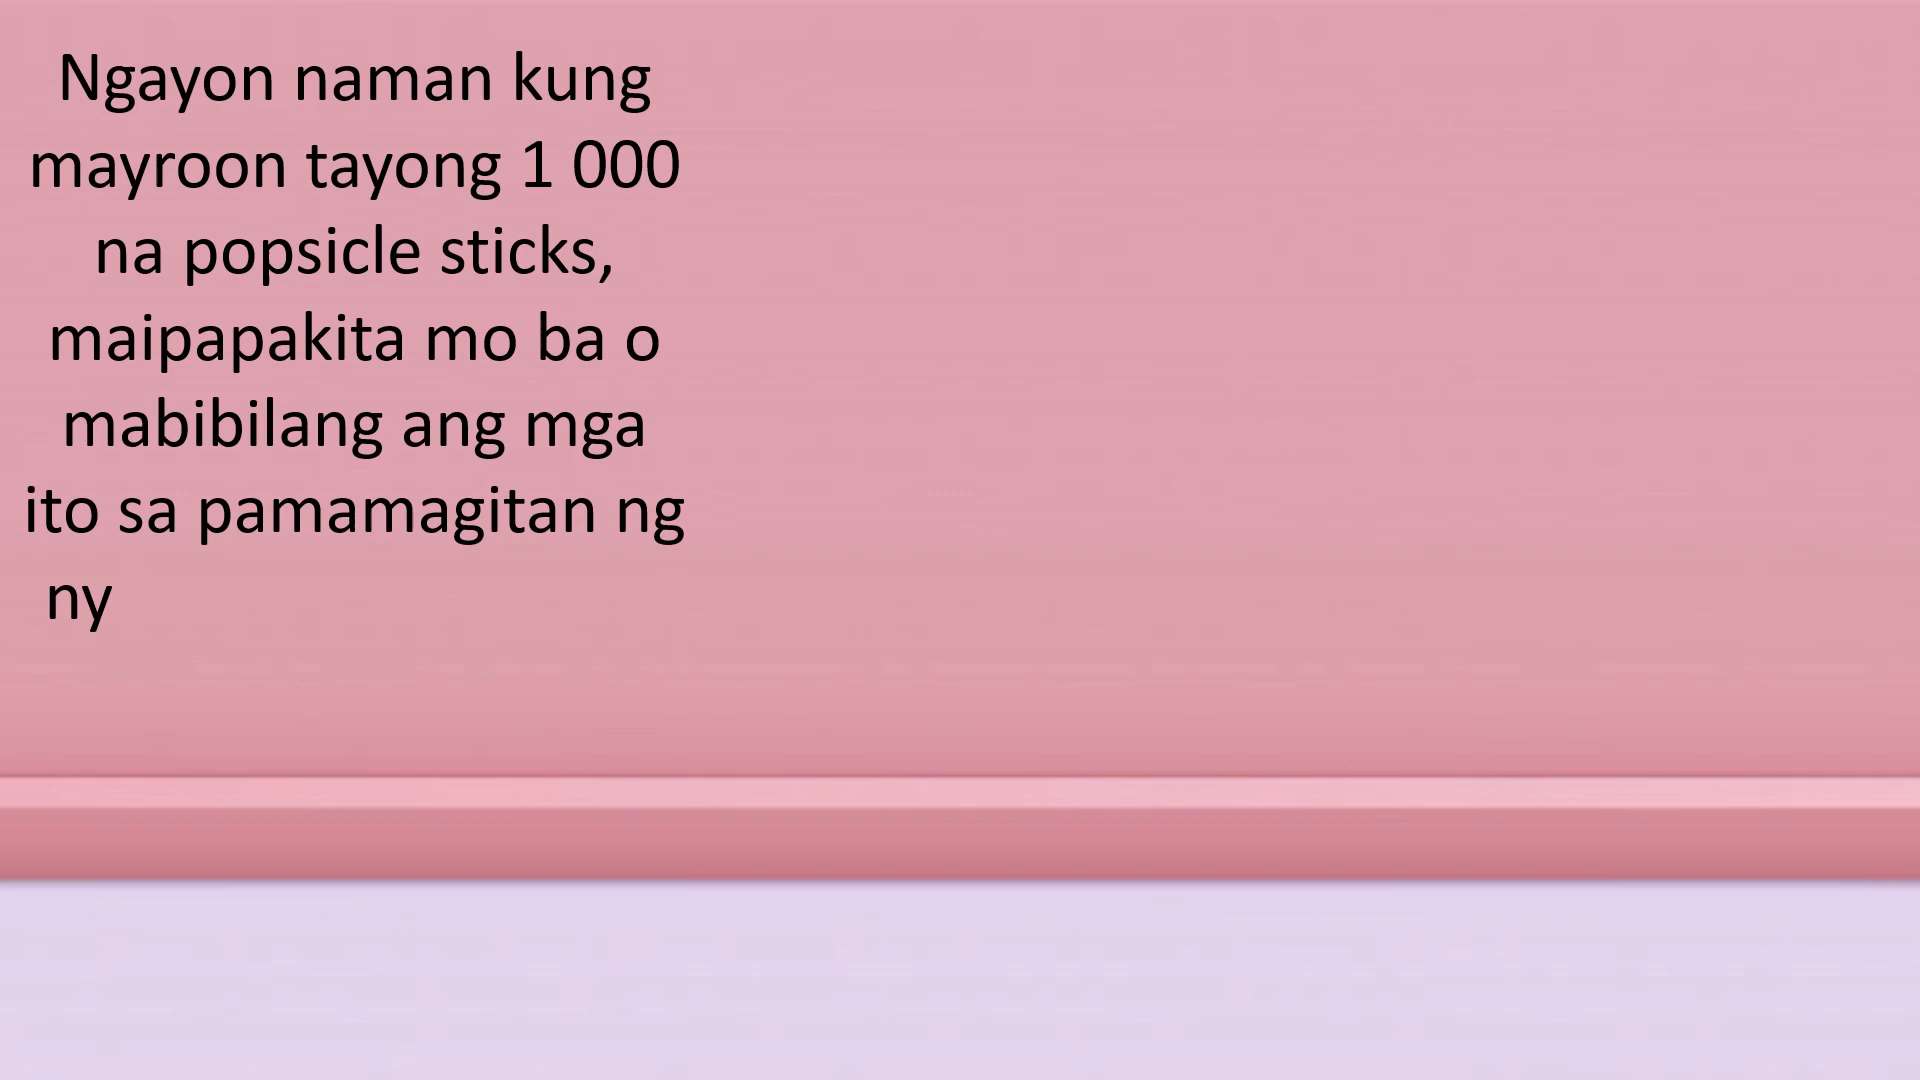 Ngayon naman kung
mayroon tayong 1 000
na popsicle sticks,
maipapakita mo ba o
mabibilang ang mga
ito sa pamamagitan ng
ny